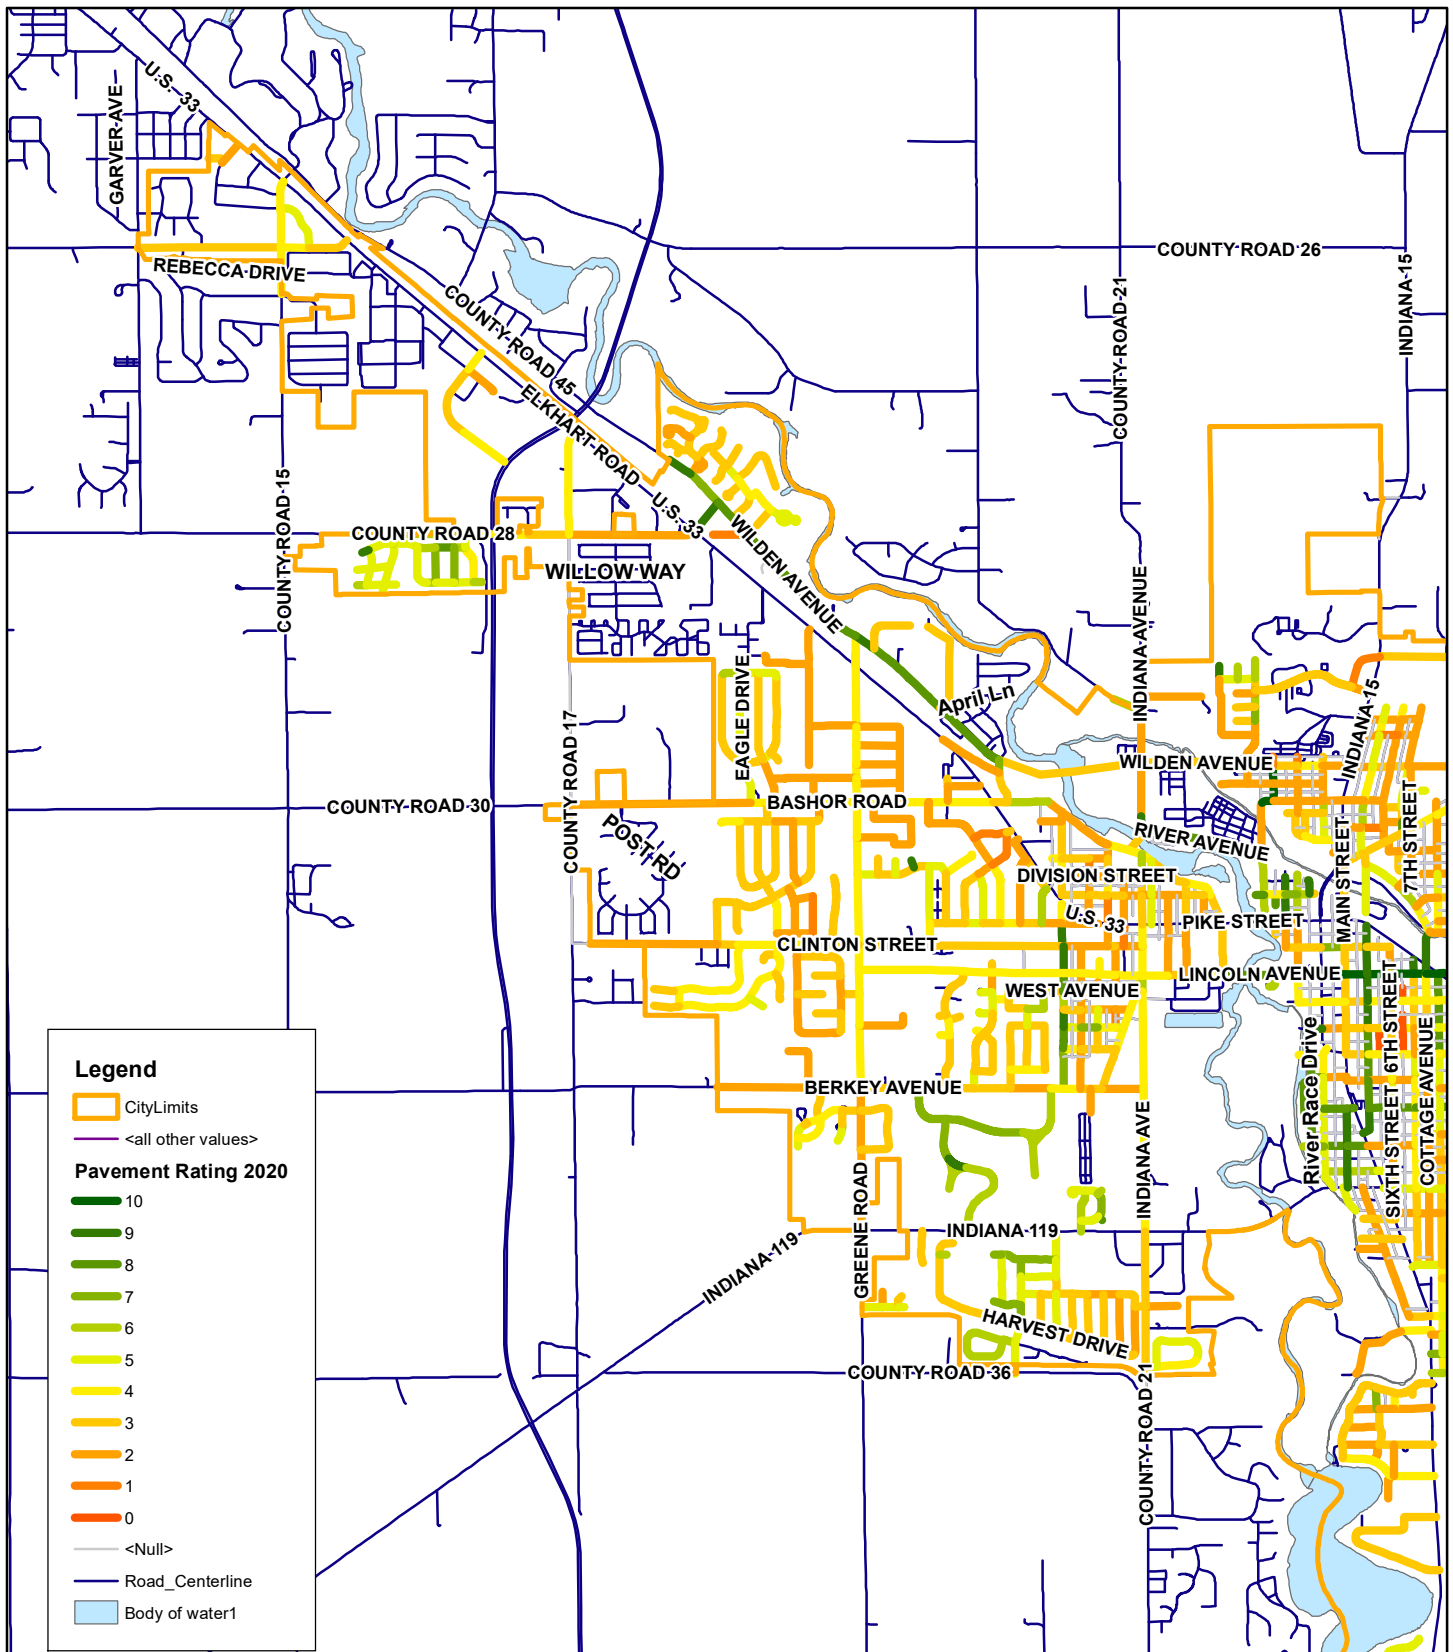 U.S. 33
GARVER AVE
REBECCA DRIVE
COUNTY ROAD 26
COUNTY ROAD 21
INDIANA 15
COUNTY ROAD 45
ELKHART ROAD
U.S. 33
COUNTY ROAD 15
COUNTY ROAD 28
WILLOW WAY
WILDEN AVENUE
INDIANA AVENUE
EAGLE DRIVE
April Ln
INDIANA 15
COUNTY ROAD 17
WILDEN AVENUE
COUNTY ROAD 30
BASHOR ROAD
POST RD
RIVER AVENUE
MAIN STREET
7TH STREET
DIVISION STREET
U.S. 33
PIKE STREET
CLINTON STREET
LINCOLN AVENUE
WEST AVENUE
River Race Drive
SIXTH STREET
6TH STREET
COTTAGE AVENUE
BERKEY AVENUE
INDIANA AVE
GREENE ROAD
INDIANA 119
INDIANA 119
HARVEST DRIVE
COUNTY ROAD 36
COUNTY ROAD 21
Legend
CityLimits
<all other values>
Pavement Rating 2020
10
9
8
7
6
5
4
3
2
1
0
<Null>
Road_Centerline
Body of water1